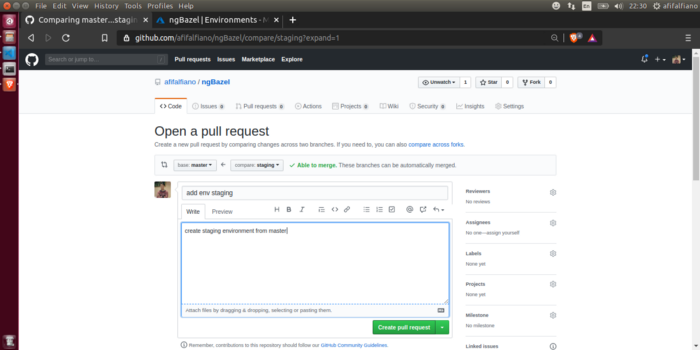 File Edit View History Bookmarks People Tools Window Help
22:30 afifalfiano
Comparing master...stagin
ngBazel | Environments - M
github.com/afifalfiano/ngBazel/compare/staging?expand=1
Search or jump to...
Pull requests Issues Marketplace Explore
afifalfiano / ngBazel
Unwatch 1 Star 0 Fork 0
Code Issues 0 Pull requests 0 Actions Projects 0 Wiki Security 0 Insights Settings
Open a pull request
Create a new pull request by comparing changes across two branches. If you need to, you can also compare across forks.
base: master compare: staging Able to merge. These branches can be automatically merged.
add env staging
Write Preview
create staging environment from master
Attach files by dragging & dropping, selecting or pasting them.
Create pull request
Remember, contributions to this repository should follow our GitHub Community Guidelines.
Reviewers
No reviews
Assignees
No one—assign yourself
Labels
None yet
Projects
None yet
Milestone
No milestone
Linked issues